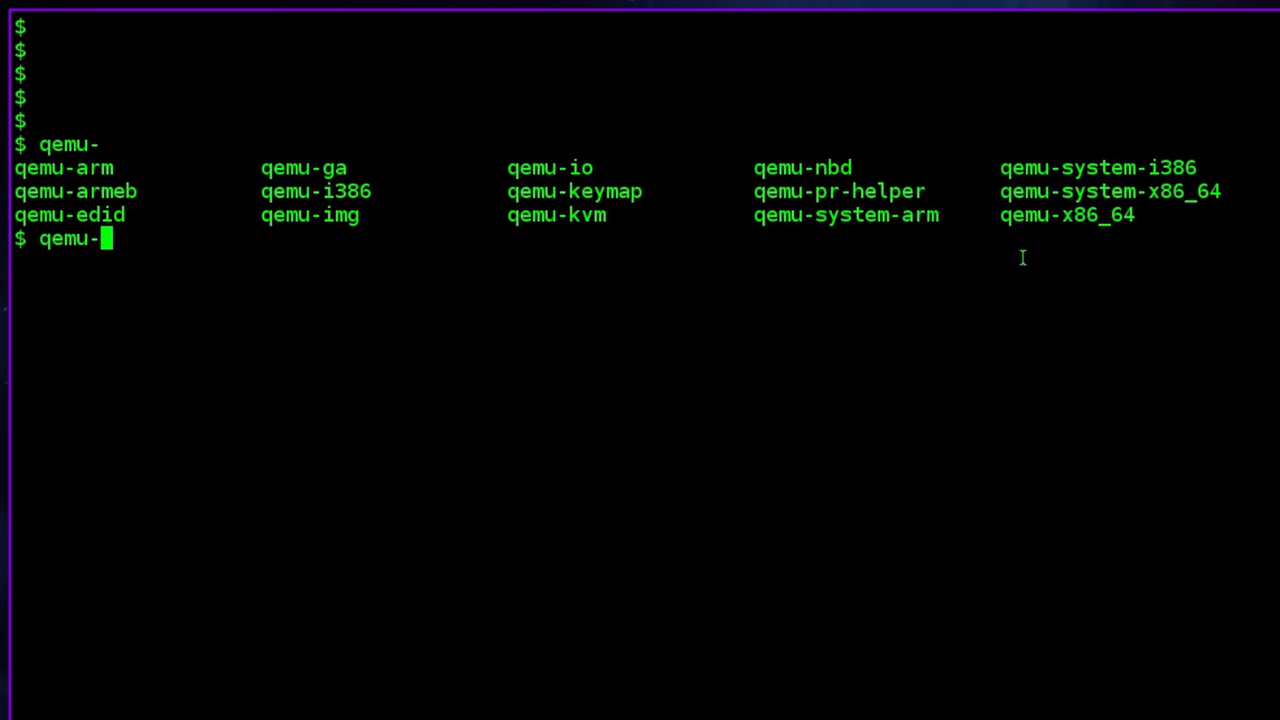 $
$
$
$
$
$ qemu-
qemu-arm qemu-ga qemu-io qemu-nbd qemu-system-i386
qemu-armeb qemu-i386 qemu-keymap qemu-pr-helper qemu-system-x86_64
qemu-edid qemu-img qemu-kvm qemu-system-arm qemu-x86_64
$ qemu-